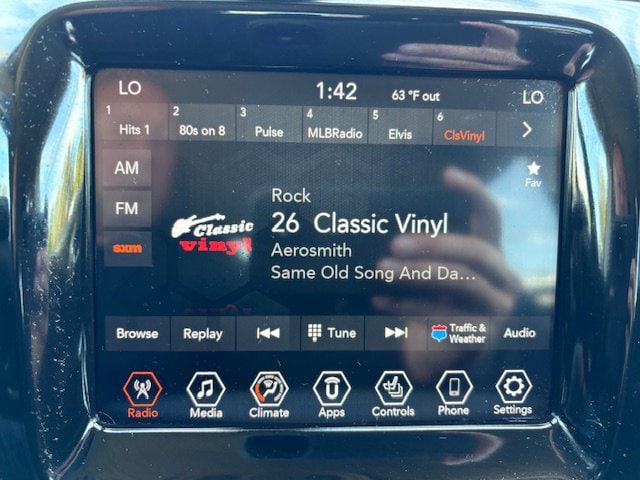 LO 1:42 63 °F out LO
1 Hits 1 2 80s on 8 3 Pulse 4 MLBRadio 5 Elvis 6 ClsVinyl
AM
Fav
FM
sxm
Classic
vinyl
Rock
26 Classic Vinyl
Aerosmith
Same Old Song And Da...
Browse Replay Tune Traffic & Weather Audio
Radio Media Climate Apps Controls Phone Settings